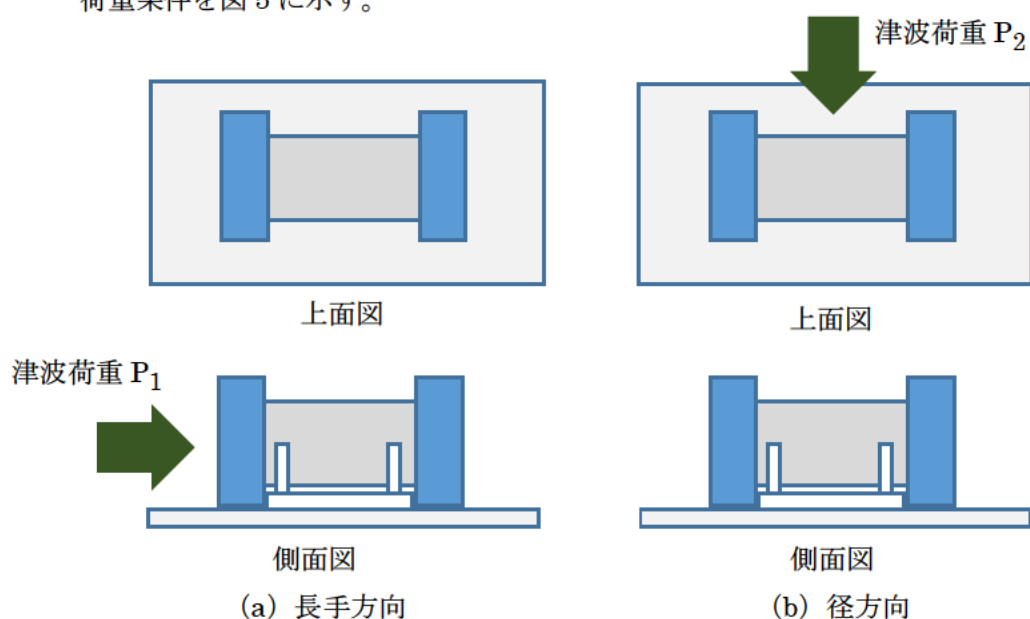 荷重条件を図 5 に示す。
津波荷重 P2
上面図
上面図
津波荷重 P1
側面図
側面図
(a) 長手方向
(b) 径方向